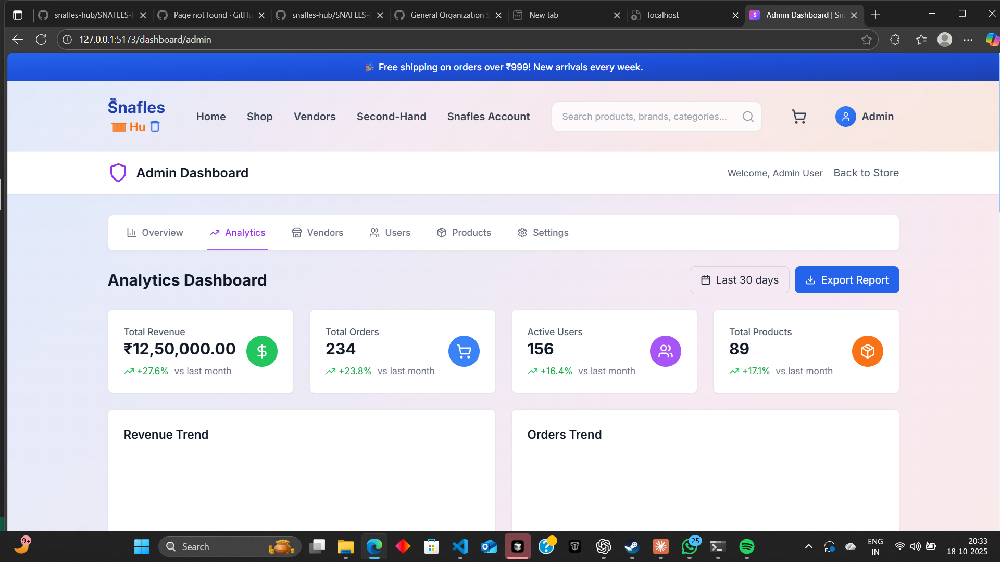 snafles-hub/SNAFLES-
Page not found · GitHu
snafles-hub/SNAFLES-
General Organization S
New tab
localhost
Admin Dashboard | Sna
127.0.0.1:5173/dashboard/admin
🎉 Free shipping on orders over ₹999! New arrivals every week.
Snafles
Hu
Home
Shop
Vendors
Second-Hand
Snafles Account
Search products, brands, categories...
Admin
Admin Dashboard
Welcome, Admin User
Back to Store
Overview
Analytics
Vendors
Users
Products
Settings
Analytics Dashboard
Last 30 days
Export Report
Total Revenue
₹12,50,000.00
+27.6% vs last month
Total Orders
234
+23.8% vs last month
Active Users
156
+16.4% vs last month
Total Products
89
+17.1% vs last month
Revenue Trend
Orders Trend
9+
Search
25
ENG
IN
20:33
18-10-2025